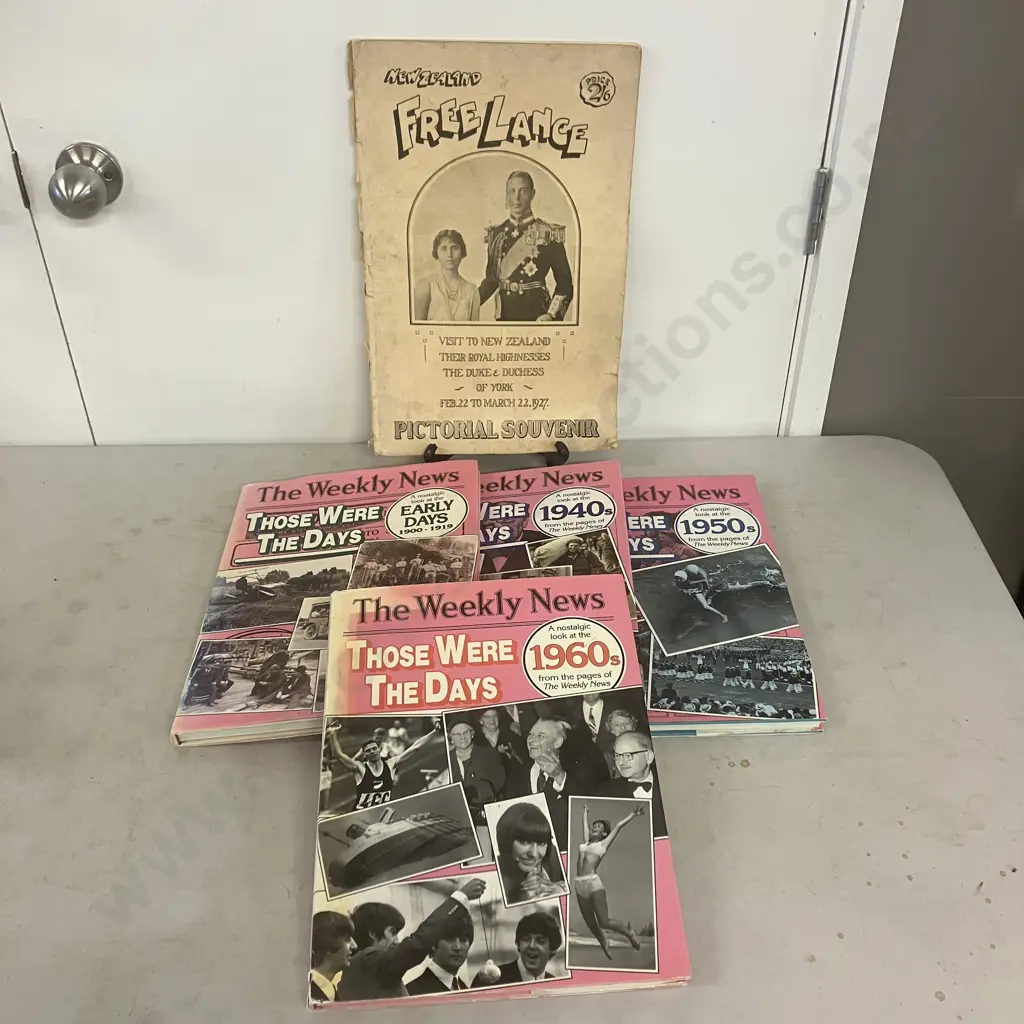 NEW ZEALAND
FREE LANCE
PRICE
2/6
VISIT TO NEW ZEALAND
THEIR ROYAL HIGHNESSES
THE DUKE & DUCHESS
OF YORK
FEB. 22 TO MARCH 22, 1927.
PICTORIAL SOUVENIR
The Weekly News
THOSE WERE
THE DAYS
A nostalgic
look at the
EARLY
DAYS
1900 - 1919
ekly News
WERE
YS
A nostalgic
look at the
1940s
from the pages of
The Weekly News
ekly News
ERE
YS
A nostalgic
look at the
1950s
from the pages of
The Weekly News
The Weekly News
THOSE WERE
THE DAYS
A nostalgic
look at the
1960s
from the pages of
The Weekly News